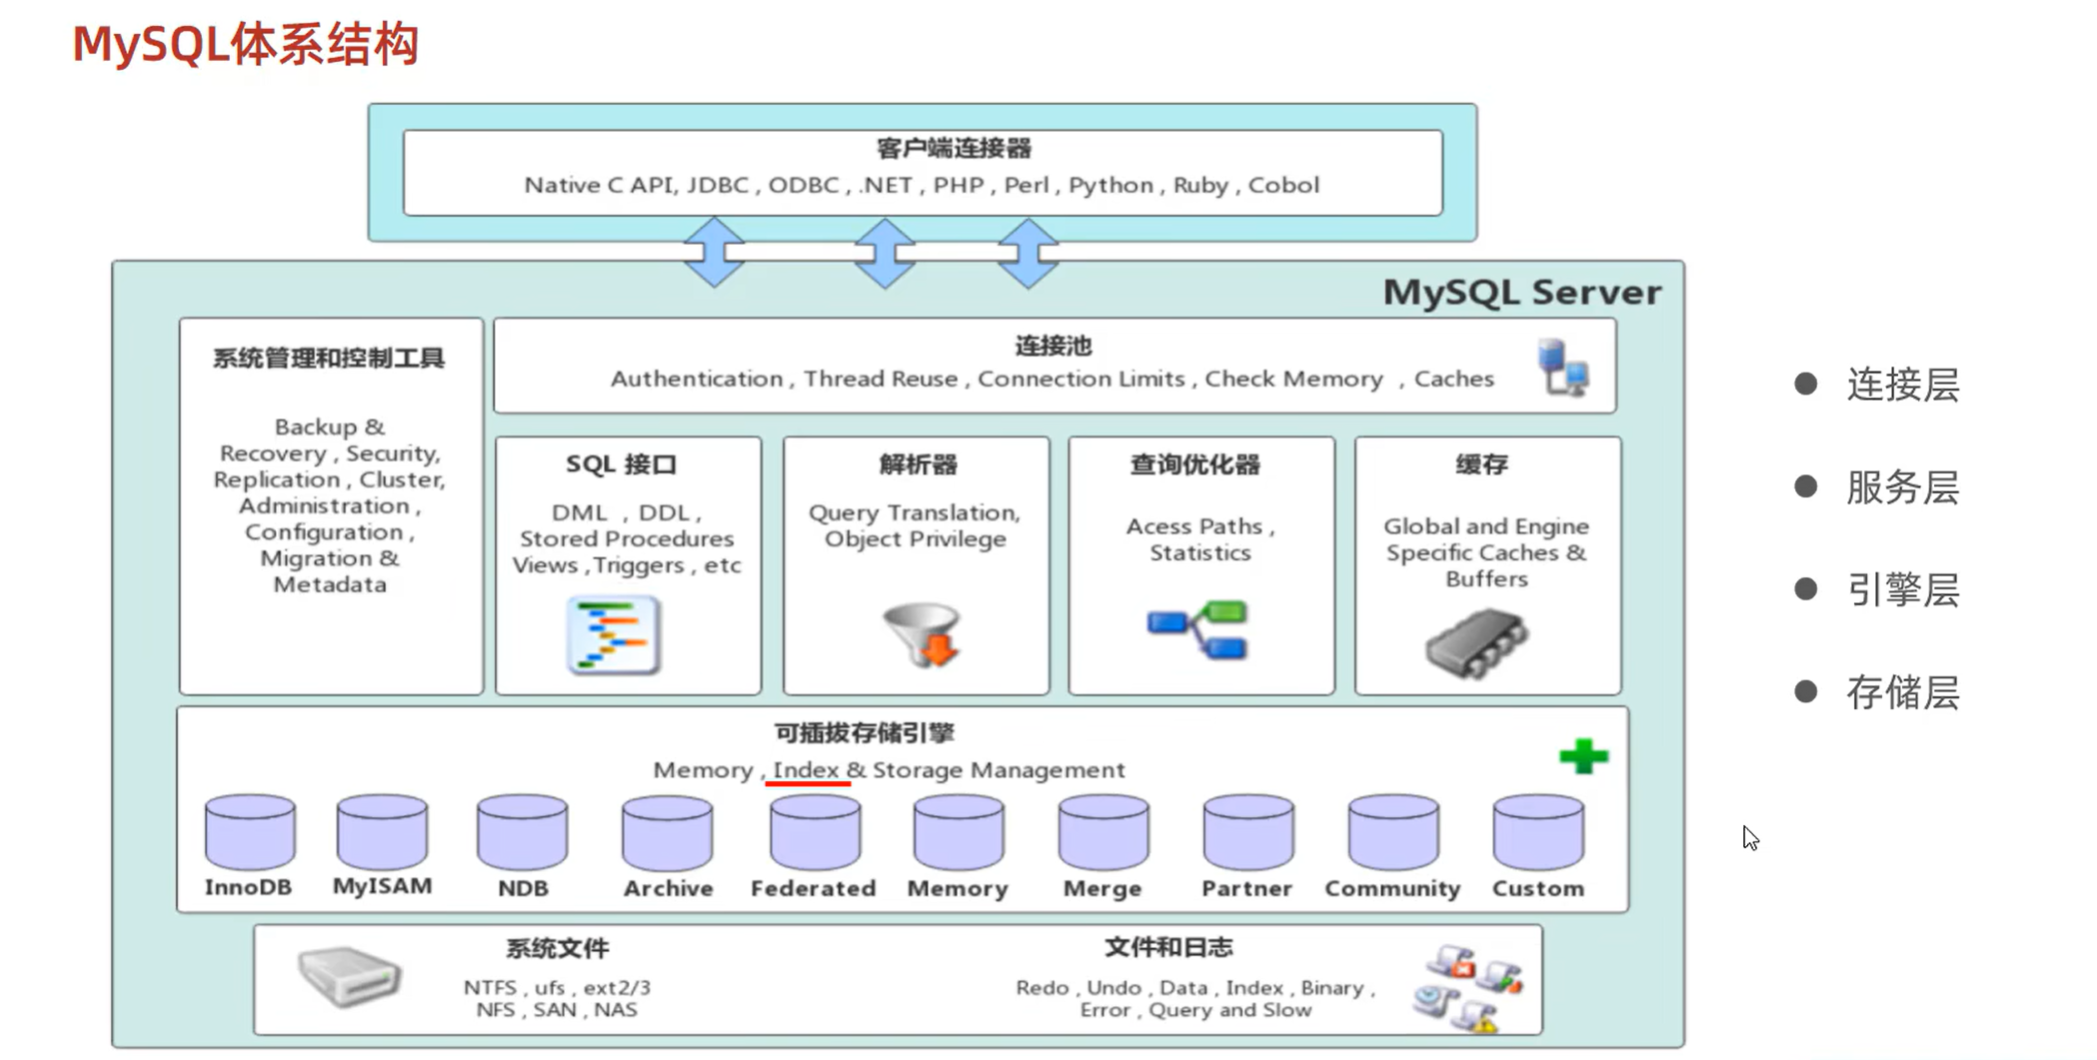 MySQL体系结构
客户端连接器
Native C API, JDBC , ODBC , .NET , PHP , Perl , Python , Ruby , Cobol
MySQL Server
系统管理和控制工具
Backup &
Recovery , Security,
Replication , Cluster,
Administration ,
Configuration ,
Migration &
Metadata
连接池
Authentication , Thread Reuse , Connection Limits , Check Memory , Caches
SQL 接口
DML , DDL ,
Stored Procedures
Views ,Triggers , etc
解析器
Query Translation,
Object Privilege
查询优化器
Acess Paths ,
Statistics
缓存
Global and Engine
Specific Caches &
Buffers
可插拔存储引擎
Memory , Index & Storage Management
InnoDB MyISAM NDB Archive Federated Memory Merge Partner Community Custom
系统文件
NTFS , ufs , ext2/3
NFS , SAN , NAS
文件和日志
Redo , Undo , Data , Index , Binary ,
Error , Query and Slow
连接层
服务层
引擎层
存储层